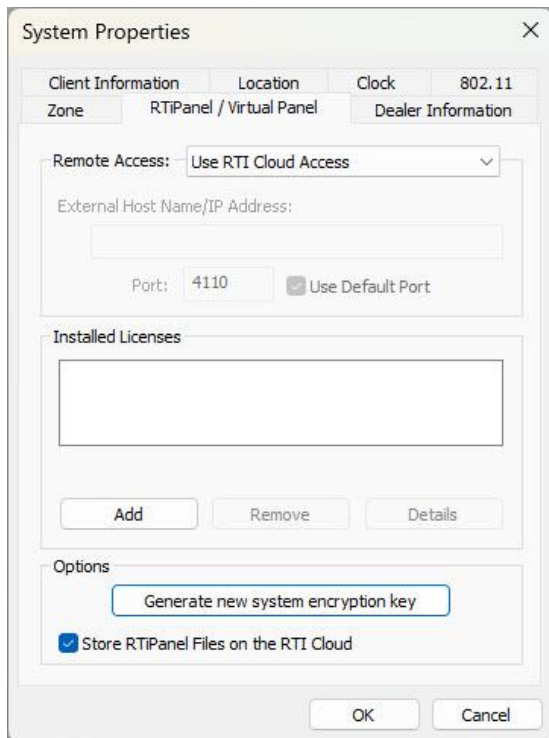 System Properties
Client Information Location Clock 802.11
Zone RTiPanel / Virtual Panel Dealer Information
Remote Access: Use RTI Cloud Access
External Host Name/IP Address:
Port: 4110 Use Default Port
Installed Licenses
Add Remove Details
Options
Generate new system encryption key
Store RTiPanel Files on the RTI Cloud
OK Cancel